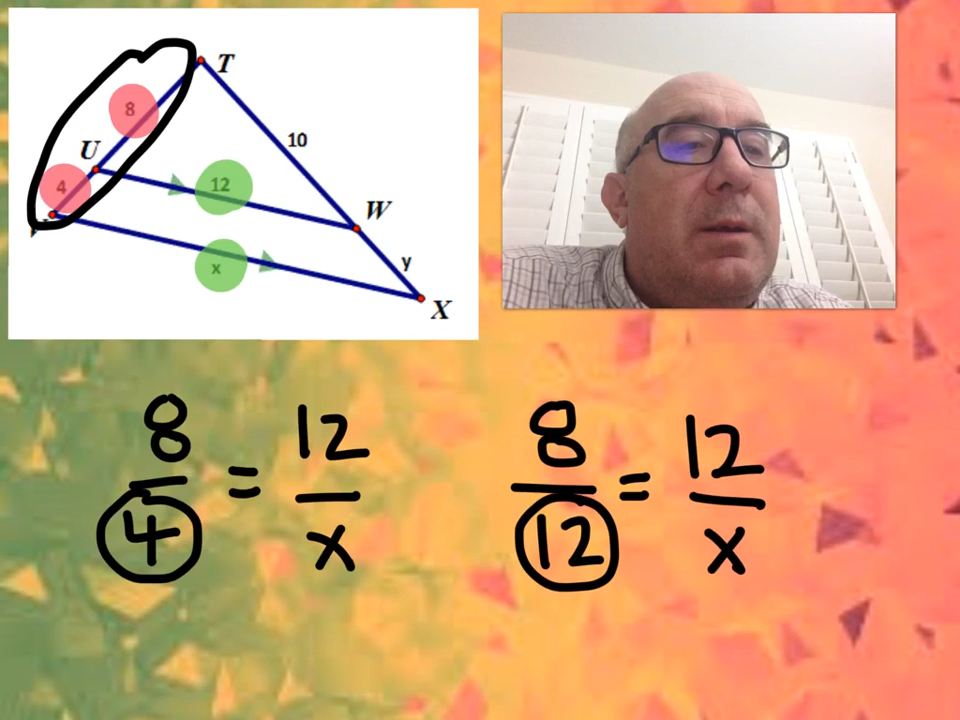 T
8
10
U
4
12
W
x
y
X
8/4 = 12/x
8/12 = 12/x